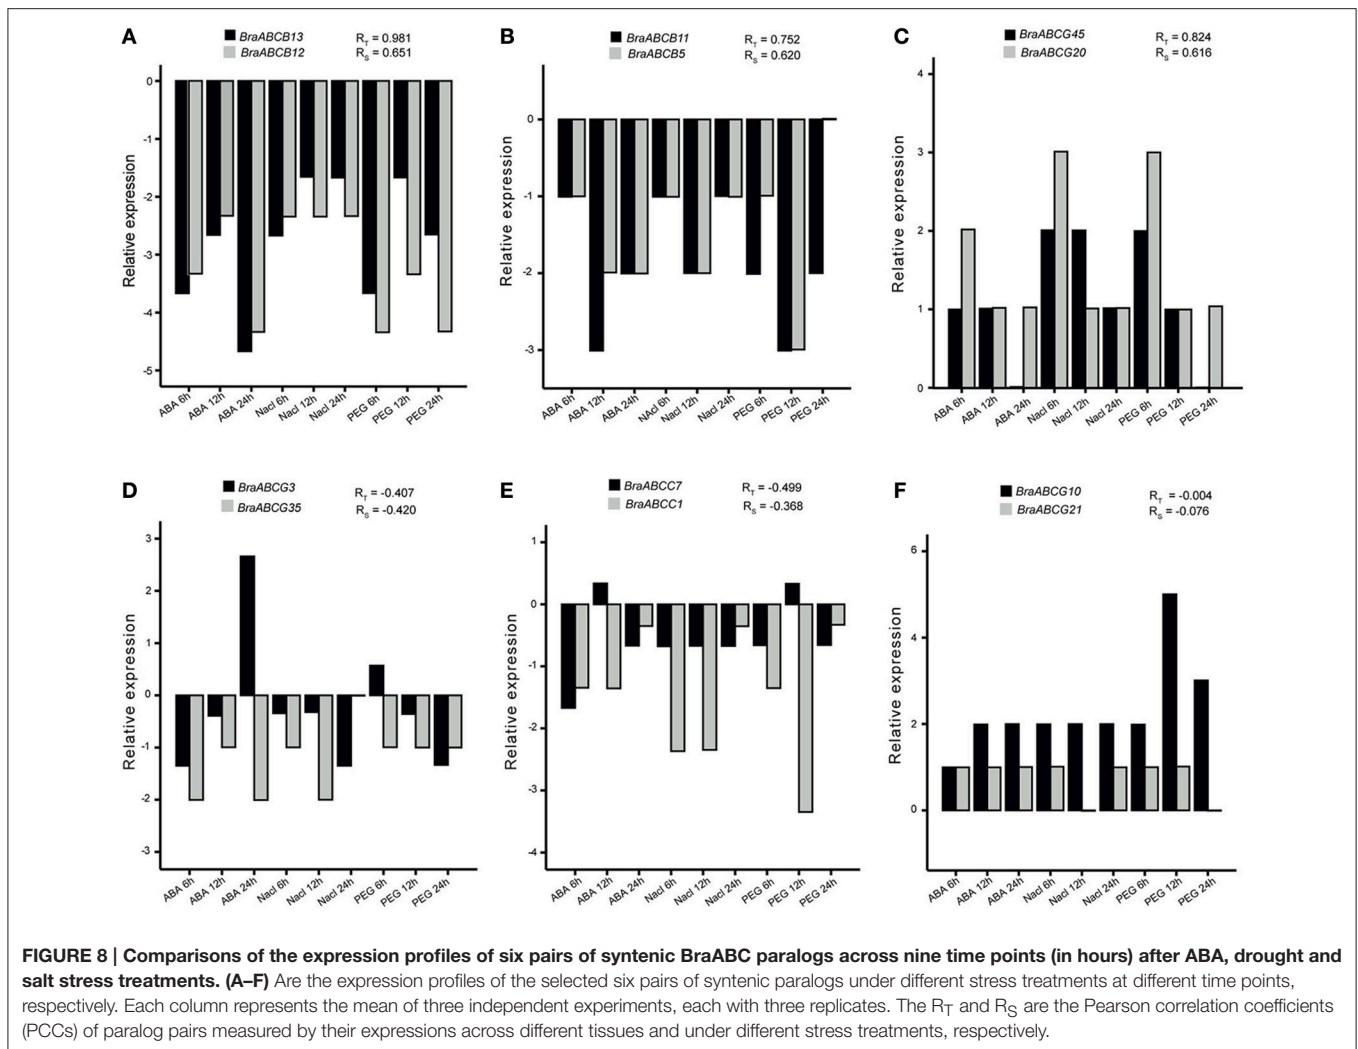 A
BraABCB13
BraABCB12
R_T = 0.981
R_S = 0.651
Relative expression
0
-1
-2
-3
-4
-5
ABA 6h
ABA 12h
ABA 24h
Nacl 6h
Nacl 12h
Nacl 24h
PEG 6h
PEG 12h
PEG 24h
B
BraABCB11
BraABCB5
R_T = 0.752
R_S = 0.620
Relative expression
0
-1
-2
-3
ABA 6h
ABA 12h
ABA 24h
NAcl 6h
Nacl 12h
Nacl 24h
PEG 6h
PEG 12h
PEG 24h
C
BraABCG45
BraABCG20
R_T = 0.824
R_S = 0.616
Relative expression
4
3
2
1
0
ABA 6h
ABA 12h
ABA 24h
Nacl 6h
Nacl 12h
Nacl 24h
PEG 6h
PEG 12h
PEG 24h
D
BraABCG3
BraABCG35
R_T = -0.407
R_S = -0.420
Relative expression
3
2
1
0
-1
-2
-3
ABA 6h
ABA 12h
ABA 24h
Nacl 6h
Nacl 12h
Nacl 24h
PEG 6h
PEG 12h
PEG 24h
E
BraABCC7
BraABCC1
R_T = -0.499
R_S = -0.368
Relative expression
1
0
-1
-2
-3
-4
ABA 6h
ABA 12h
ABA 24h
Nacl 6h
Nacl 12h
Nacl 24h
PEG 6h
PEG 12h
PEG 24h
F
BraABCG10
BraABCG21
R_T = -0.004
R_S = -0.076
Relative expression
6
4
2
0
ABA 6h
ABA 12h
ABA 24h
Nacl 6h
Nacl 12h
Nacl 24h
PEG 6h
PEG 12h
PEG 24h
FIGURE 8 | Comparisons of the expression profiles of six pairs of syntenic BraABC paralogs across nine time points (in hours) after ABA, drought and
salt stress treatments. (A–F) Are the expression profiles of the selected six pairs of syntenic paralogs under different stress treatments at different time points,
respectively. Each column represents the mean of three independent experiments, each with three replicates. The R_T and R_S are the Pearson correlation coefficients
(PCCs) of paralog pairs measured by their expressions across different tissues and under different stress treatments, respectively.